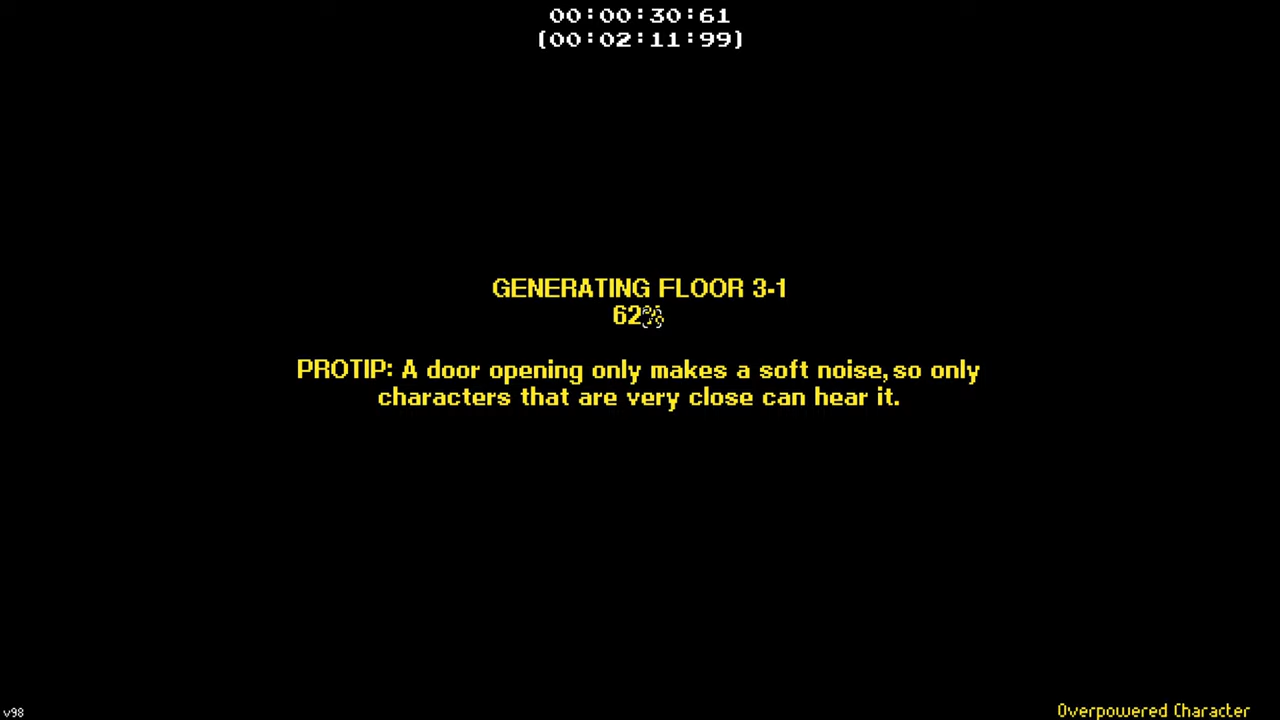 00:00:30:61
(00:02:11:99)
GENERATING FLOOR 3-1
62%
PROTIP: A door opening only makes a soft noise, so only
characters that are very close can hear it.
v98
Overpowered Character